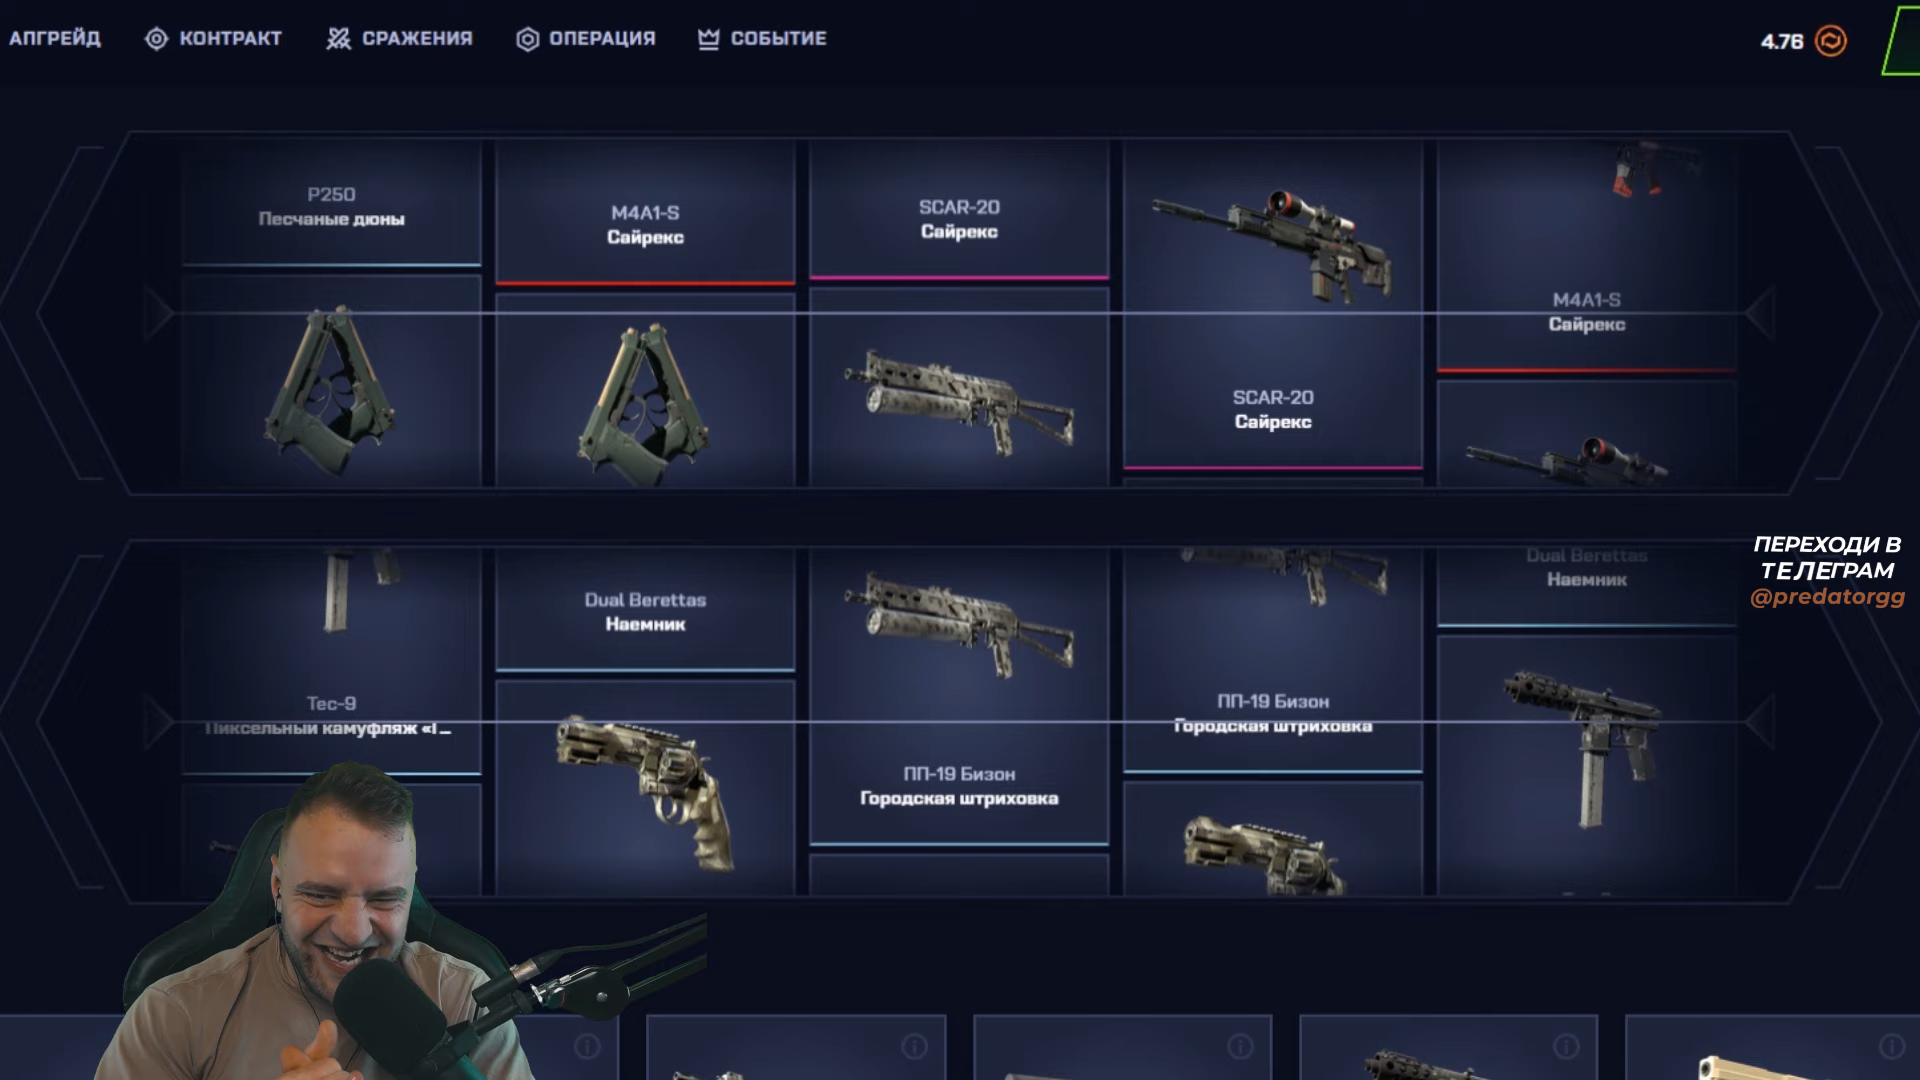 АПГРЕЙД
КОНТРАКТ
СРАЖЕНИЯ
ОПЕРАЦИЯ
СОБЫТИЕ
4.76
P250
Песчаные дюны
M4A1-S
Сайрекс
SCAR-20
Сайрекс
SCAR-20
Сайрекс
M4A1-S
Сайрекс
ПЕРЕХОДИ В
ТЕЛЕГРАМ
@predatorgg
Tec-9
Пиксельный камуфляж «I...
Dual Berettas
Наемник
ПП-19 Бизон
Городская штриховка
ПП-19 Бизон
Городская штриховка
Dual Berettas
Наемник